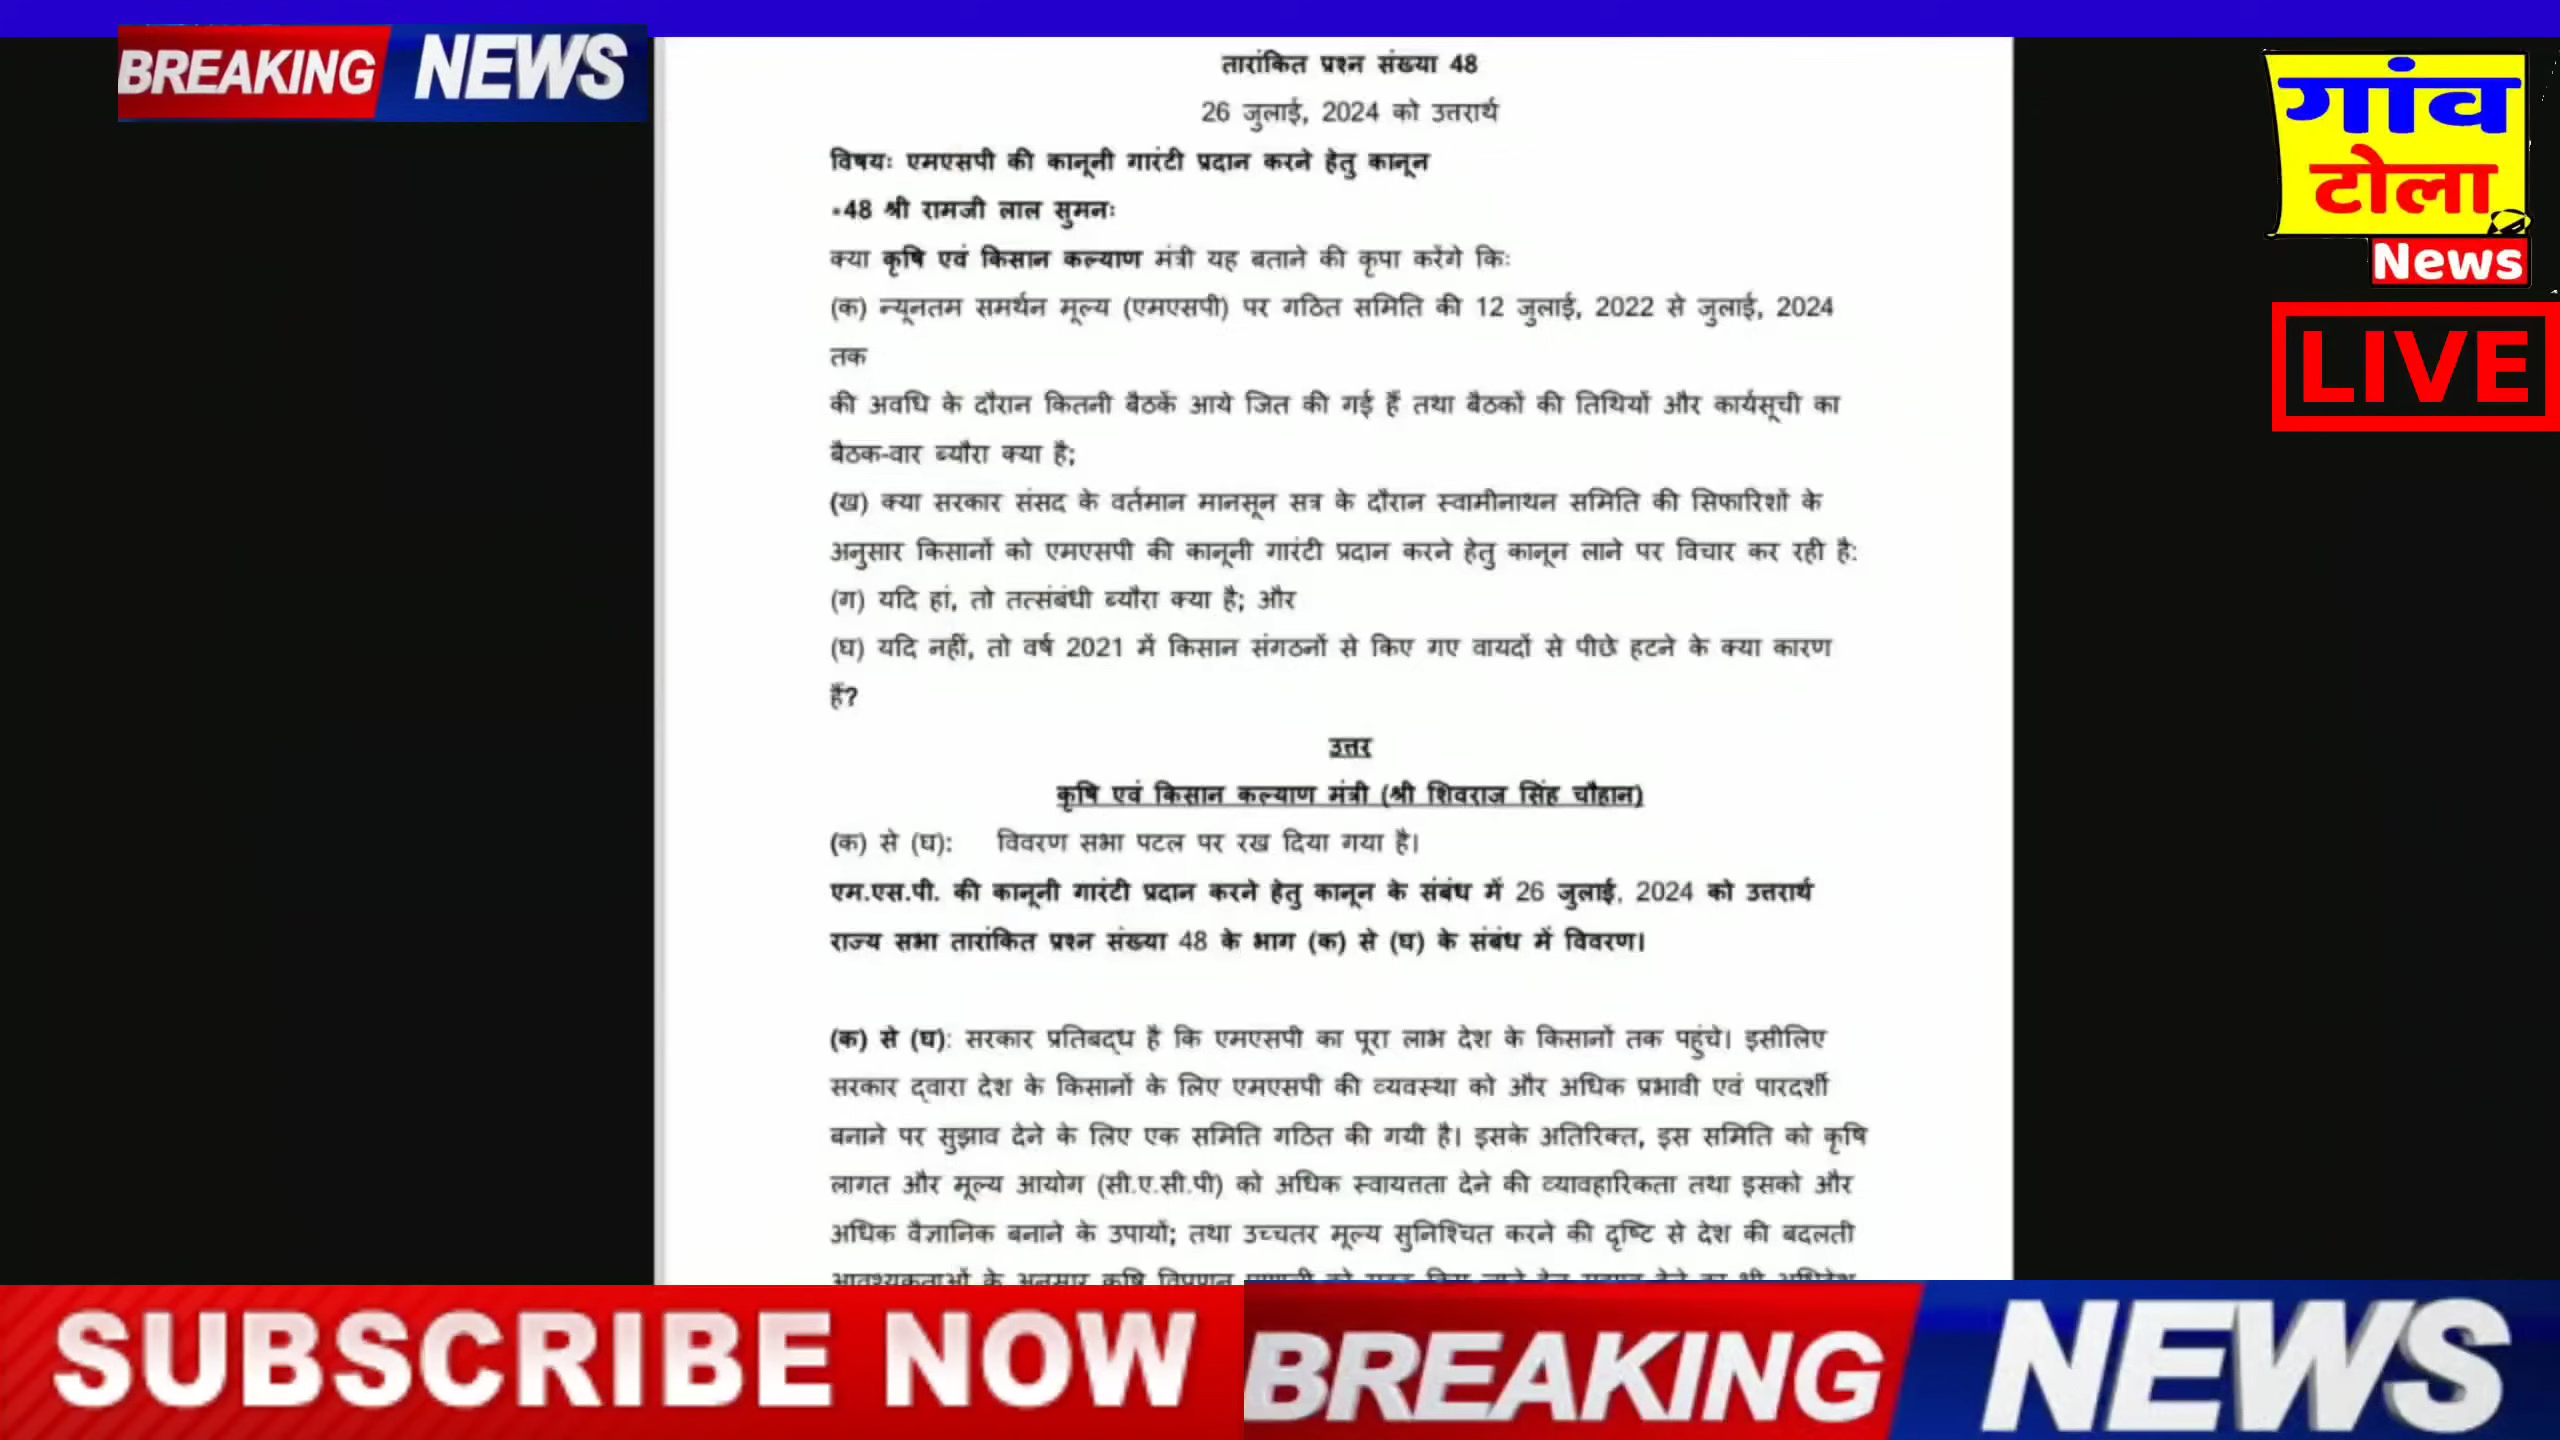 BREAKING NEWS
तारांकित प्रश्न संख्या 48
26 जुलाई, 2024 को उत्तरार्थ
विषयः एमएसपी की कानूनी गारंटी प्रदान करने हेतु कानून
*48 श्री रामजी लाल सुमनः
क्या कृषि एवं किसान कल्याण मंत्री यह बताने की कृपा करेंगे किः
(क) न्यूनतम समर्थन मूल्य (एमएसपी) पर गठित समिति की 12 जुलाई, 2022 से जुलाई, 2024
तक
की अवधि के दौरान कितनी बैठकें आये जित की गई हैं तथा बैठकों की तिथियों और कार्यसूची का
बैठक-वार ब्यौरा क्या है;
(ख) क्या सरकार संसद के वर्तमान मानसून सत्र के दौरान स्वामीनाथन समिति की सिफारिशों के
अनुसार किसानों को एमएसपी की कानूनी गारंटी प्रदान करने हेतु कानून लाने पर विचार कर रही है:
(ग) यदि हां, तो तत्संबंधी ब्यौरा क्या है; और
(घ) यदि नहीं, तो वर्ष 2021 में किसान संगठनों से किए गए वायदों से पीछे हटने के क्या कारण
हैं?
उत्तर
कृषि एवं किसान कल्याण मंत्री (श्री शिवराज सिंह चौहान)
(क) से (घ): विवरण सभा पटल पर रख दिया गया है।
एम.एस.पी. की कानूनी गारंटी प्रदान करने हेतु कानून के संबंध में 26 जुलाई, 2024 को उत्तरार्थ
राज्य सभा तारांकित प्रश्न संख्या 48 के भाग (क) से (घ) के संबंध में विवरण।
(क) से (घ): सरकार प्रतिबद्ध है कि एमएसपी का पूरा लाभ देश के किसानों तक पहुंचे। इसीलिए
सरकार द्वारा देश के किसानों के लिए एमएसपी की व्यवस्था को और अधिक प्रभावी एवं पारदर्शी
बनाने पर सुझाव देने के लिए एक समिति गठित की गयी है। इसके अतिरिक्त, इस समिति को कृषि
लागत और मूल्य आयोग (सी.ए.सी.पी) को अधिक स्वायत्तता देने की व्यावहारिकता तथा इसको और
अधिक वैज्ञानिक बनाने के उपायों; तथा उच्चतर मूल्य सुनिश्चित करने की दृष्टि से देश की बदलती
आवश्यकताओं के अनुसार कृषि विपणन
गांव
टोला
News
LIVE
SUBSCRIBE NOW
BREAKING NEWS